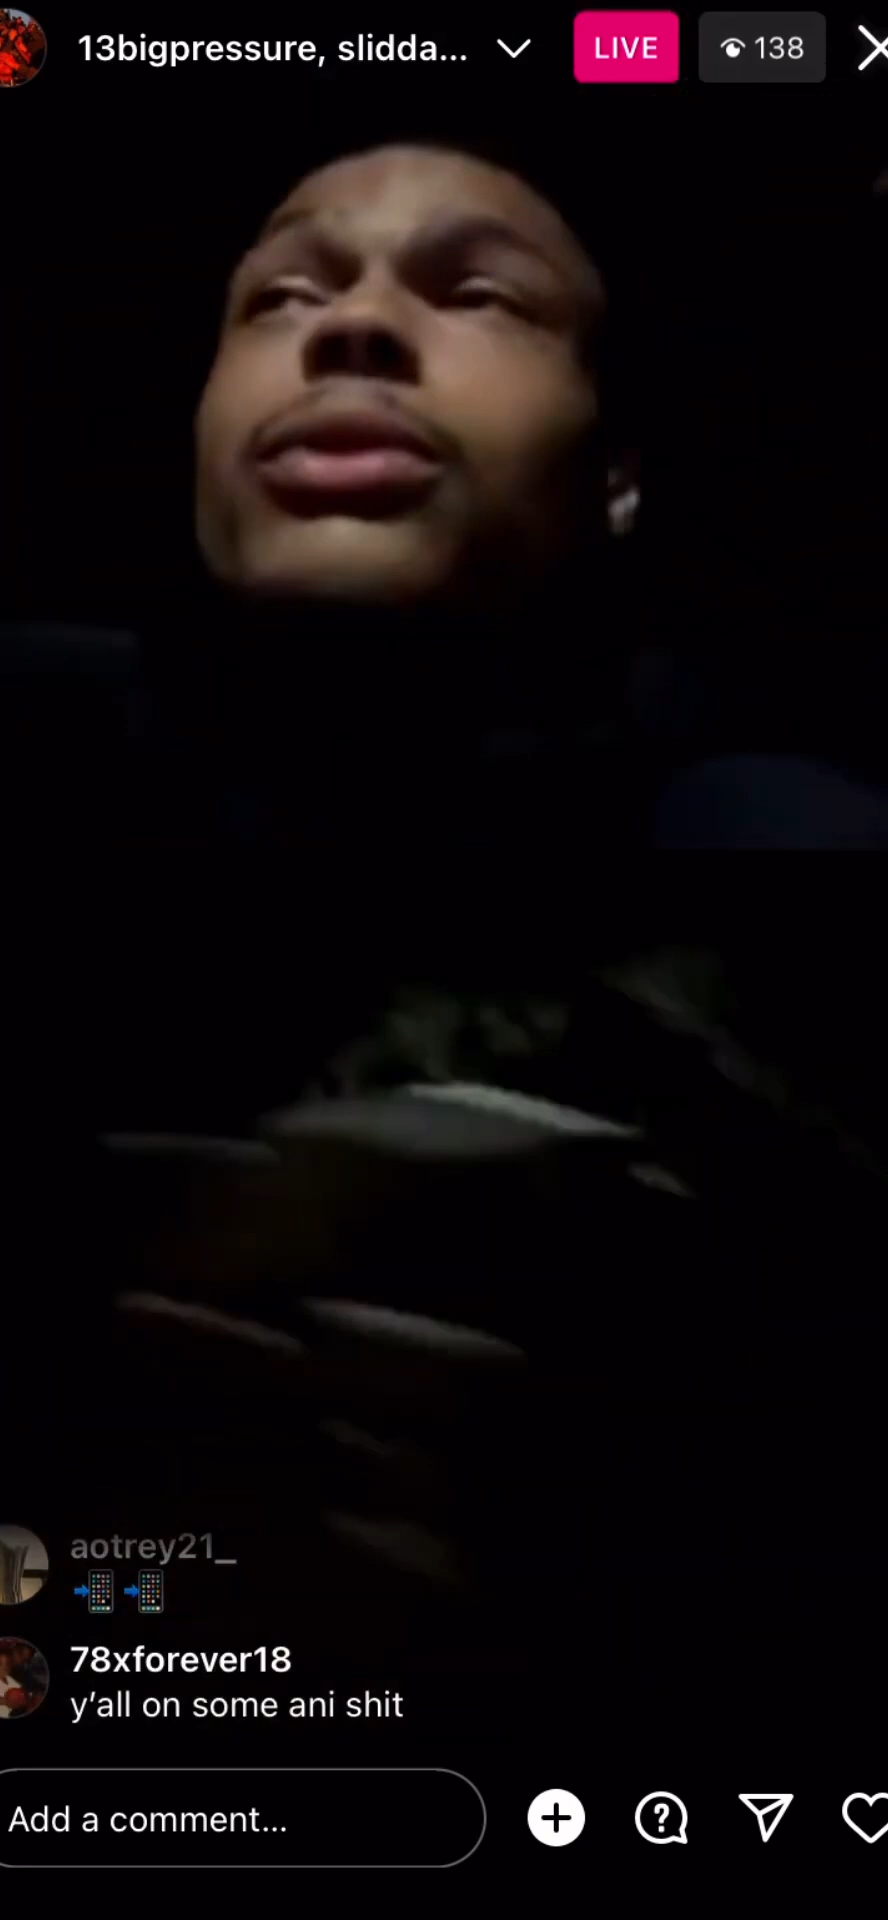 13bigpressure, slidda...
LIVE
138
aotrey21_
78xforever18
y’all on some ani shit
Add a comment...